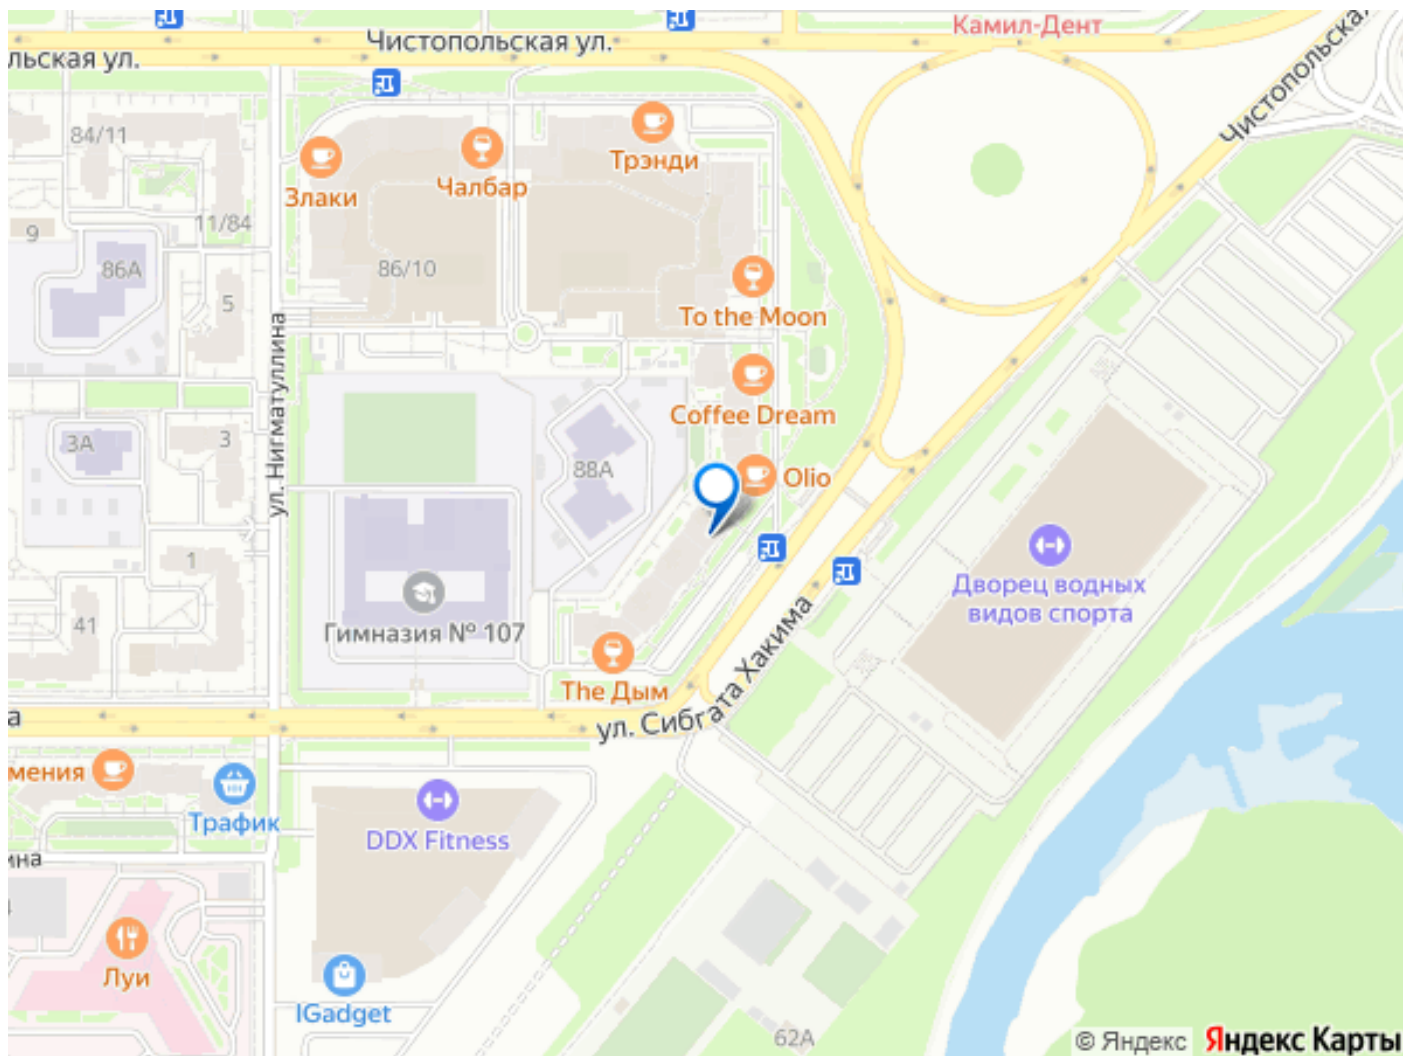 Камил-Дент
Чистопольская ул.
льская ул.
Чистопольская
84/11
Трэнди
Чалбар
Злаки
11/84
9
86А
86/10
5
To the Moon
ул. Нигматуллина
Coffee Dream
3А
3
88А
Olio
1
Дворец водных
видов спорта
41
Гимназия № 107
The Дым
ул. Сибгата Хакима
а
мения
Трафик
DDX Fitness
ина
Луи
IGadget
62А
© Яндекс Яндекс Карты